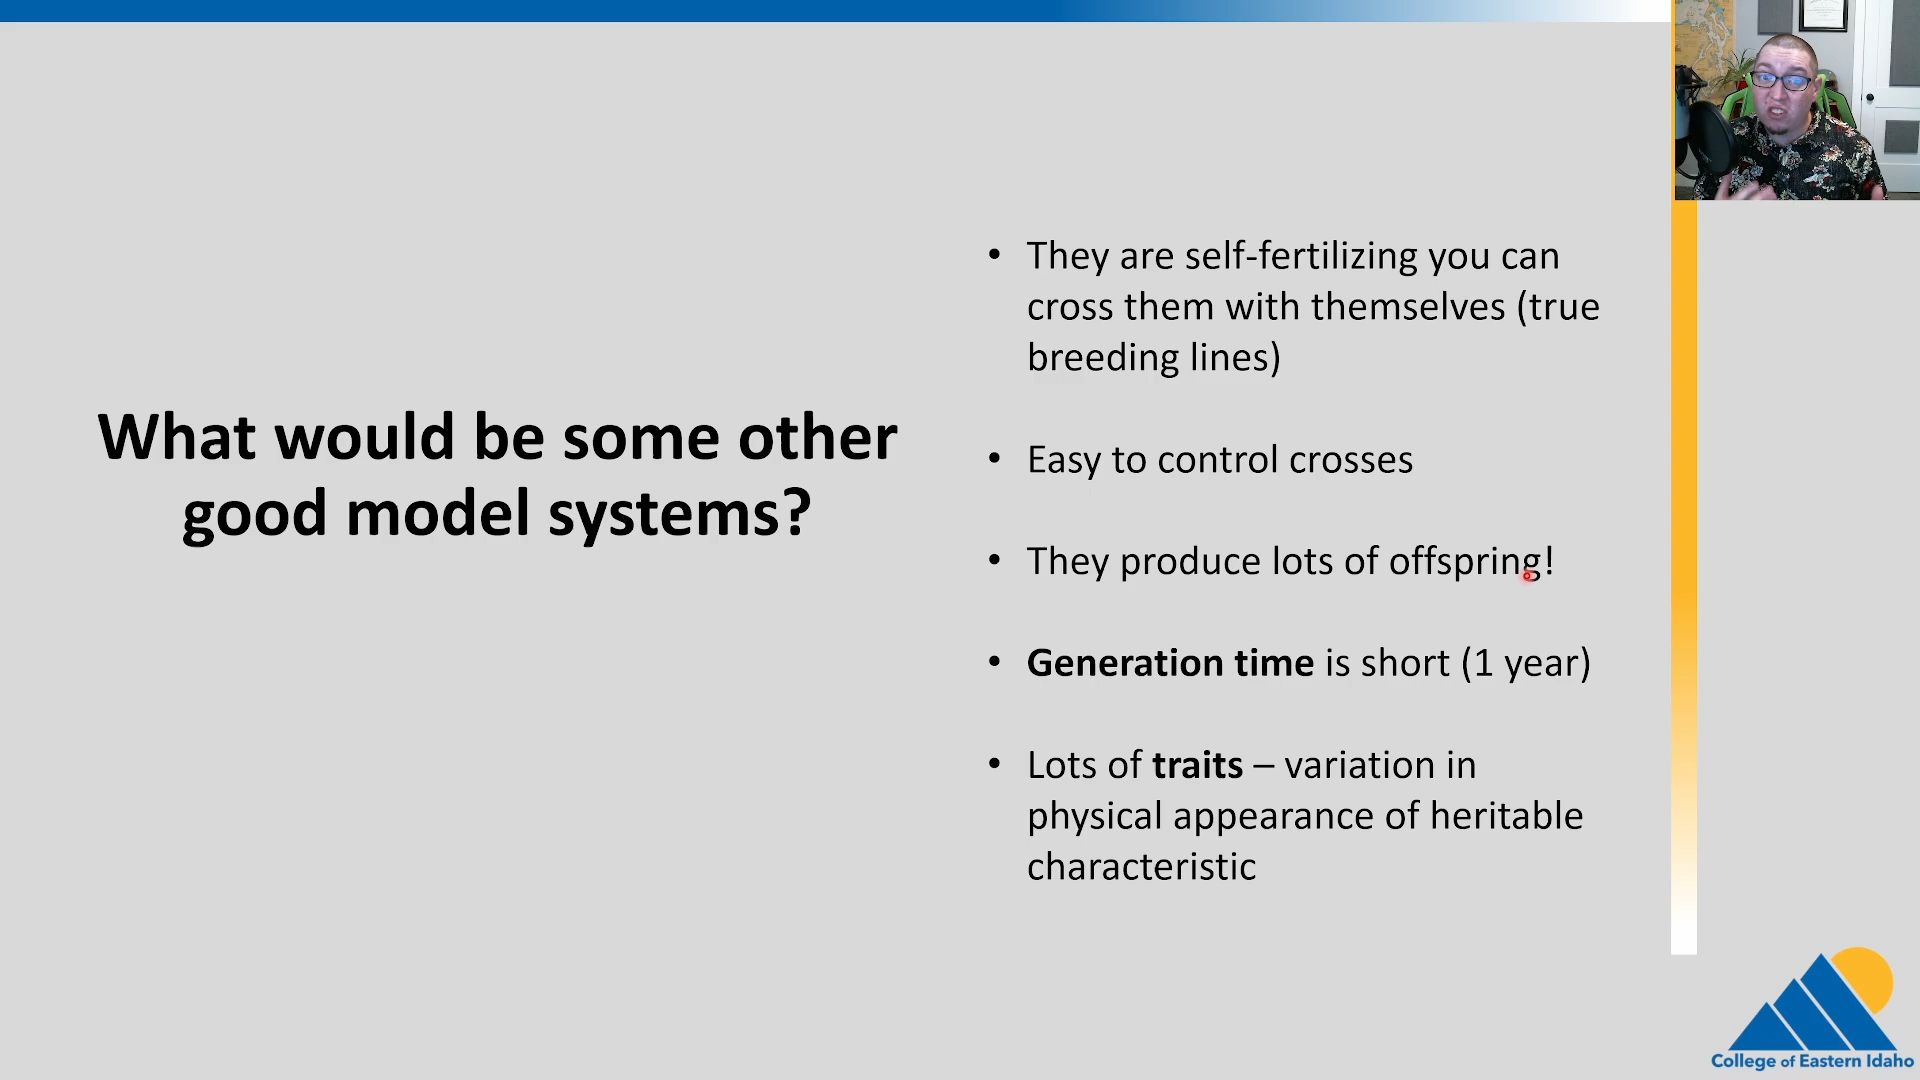 What would be some other
good model systems?
• They are self-fertilizing you can
cross them with themselves (true
breeding lines)
• Easy to control crosses
• They produce lots of offspring!
• Generation time is short (1 year)
• Lots of traits – variation in
physical appearance of heritable
characteristic
College of Eastern Idaho